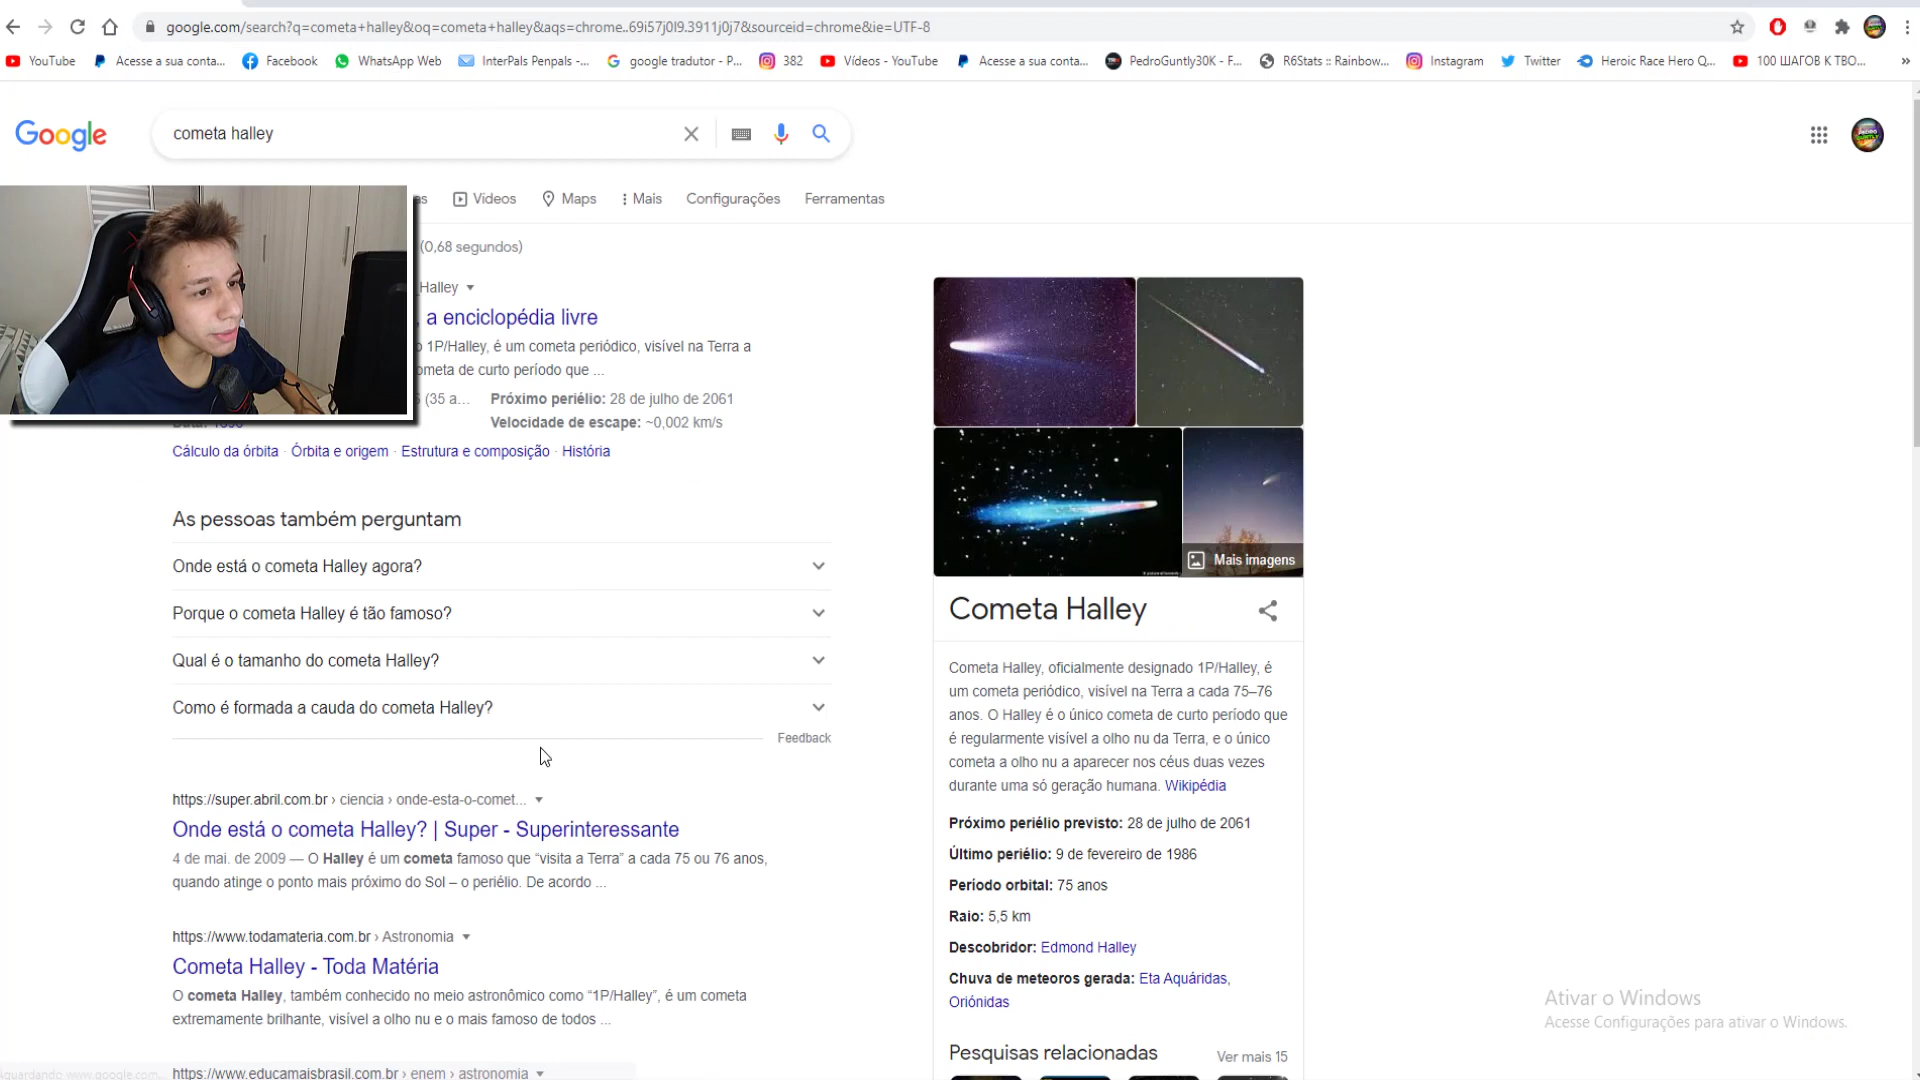 google.com/search?q=cometa+halley&oq=cometa+halley&aqs=chrome..69i57j0l9.3911j0j7&sourceid=chrome&ie=UTF-8
YouTube
Acesse a sua conta...
Facebook
WhatsApp Web
InterPals Penpals -...
google tradutor - P...
382
Vídeos - YouTube
Acesse a sua conta...
PedroGuntly30K - F...
R6Stats :: Rainbow...
Instagram
Twitter
Heroic Race Hero Q...
100 ШАГОВ К ТВО...
»
Google
cometa halley
Vídeos
Maps
Mais
Configurações
Ferramentas
(0,68 segundos)
Halley
, a enciclopédia livre
1P/Halley, é um cometa periódico, visível na Terra a
ometa de curto período que ...
(35 a... Próximo periélio: 28 de julho de 2061
Velocidade de escape: ~0,002 km/s
Cálculo da órbita · Órbita e origem · Estrutura e composição · História
As pessoas também perguntam
Onde está o cometa Halley agora?
Porque o cometa Halley é tão famoso?
Qual é o tamanho do cometa Halley?
Como é formada a cauda do cometa Halley?
Feedback
https://super.abril.com.br › ciencia › onde-esta-o-comet...
Onde está o cometa Halley? | Super - Superinteressante
4 de mai. de 2009 — O Halley é um cometa famoso que “visita a Terra” a cada 75 ou 76 anos,
quando atinge o ponto mais próximo do Sol – o periélio. De acordo ...
https://www.todamateria.com.br › Astronomia
Cometa Halley - Toda Matéria
O cometa Halley, também conhecido no meio astronômico como “1P/Halley”, é um cometa
extremamente brilhante, visível a olho nu e o mais famoso de todos ...
https://www.educamaisbrasil.com.br › enem › astronomia
Aguardando www.google.com...
Mais imagens
Cometa Halley
Cometa Halley, oficialmente designado 1P/Halley, é
um cometa periódico, visível na Terra a cada 75–76
anos. O Halley é o único cometa de curto período que
é regularmente visível a olho nu da Terra, e o único
cometa a olho nu a aparecer nos céus duas vezes
durante uma só geração humana. Wikipédia
Próximo periélio previsto: 28 de julho de 2061
Último periélio: 9 de fevereiro de 1986
Período orbital: 75 anos
Raio: 5,5 km
Descobridor: Edmond Halley
Chuva de meteoros gerada: Eta Aquáridas,
Oriónidas
Pesquisas relacionadas
Ver mais 15
Ativar o Windows
Acesse Configurações para ativar o Windows.